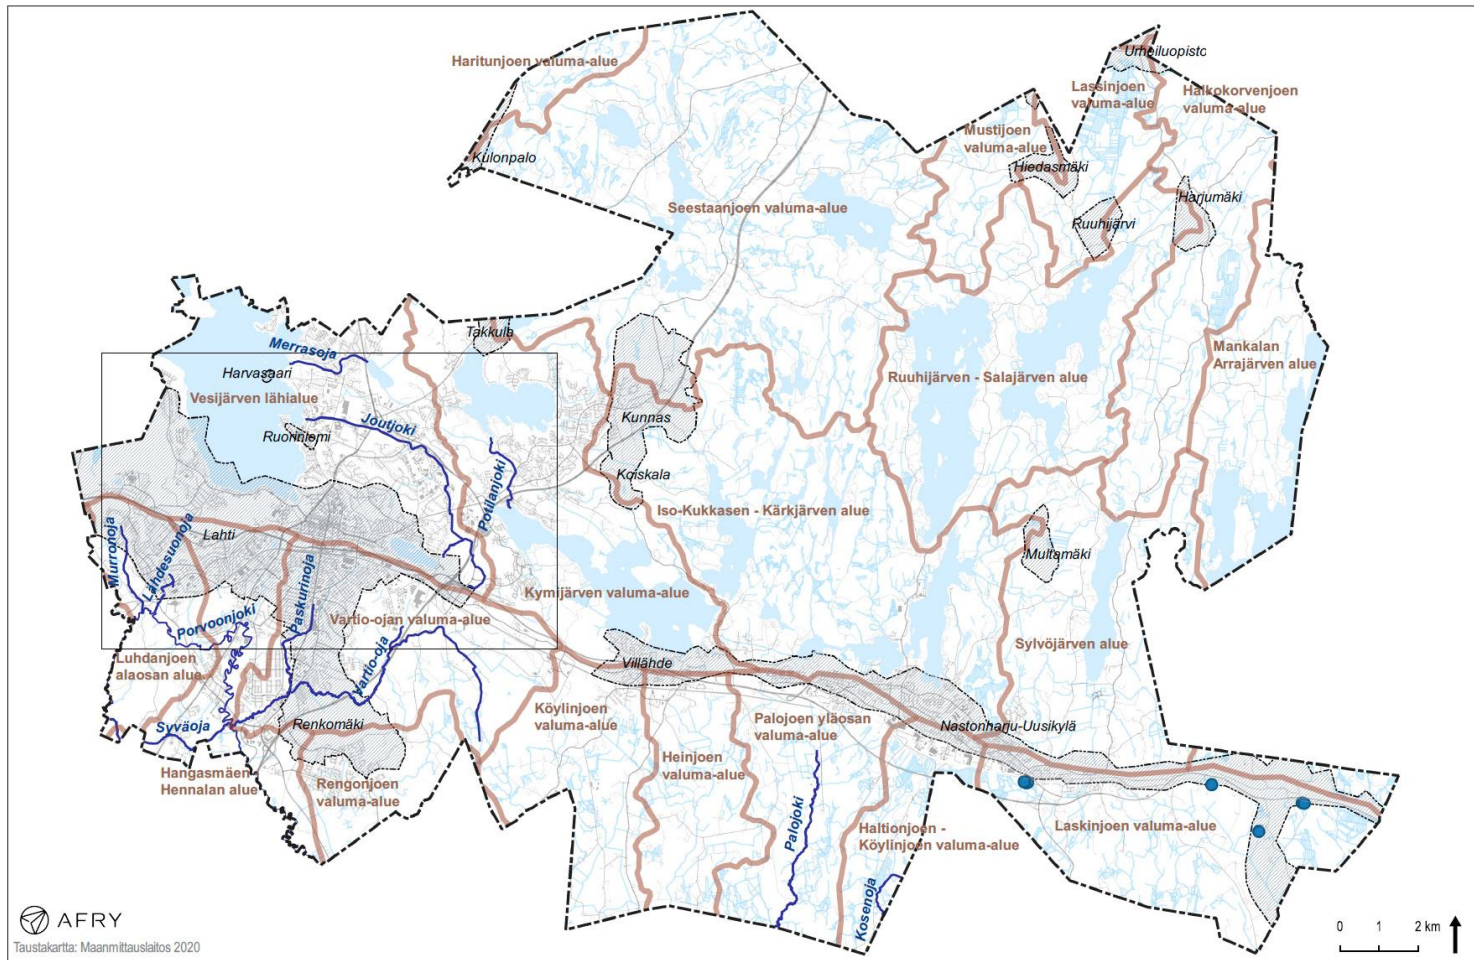 Urheiluopisto
Haritunjoen valuma-alue
Lassinjoen
valuma-alue
Halkokorvenjoen
valuma-alue
Mustijoen
valuma-alue
Kulonpalo
Hiedasmäki
Harjumäki
Seestaanjoen valuma-alue
Ruuhijärvi
Takkula
Merrasoja
Harvasaari
Vesijärven lähialue
Mankalan
Arrajärven alue
Ruuhijärven - Salajärven alue
Joutjoki
Kunnas
Ruoriniemi
Potilanjoki
Koiskala
Iso-Kukkasen - Kärkjärven alue
Murronoja
Lähdesuonoja
Lahti
Paskurinoja
Multamäki
Kymijärven valuma-alue
Porvoonjoki
Vartio-ojan valuma-alue
Sylvöjärven alue
Luhdanjoen
alaosan alue
Vartio-oja
Villähde
Köylinjoen
valuma-alue
Palojoen yläosan
valuma-alue
Nastonharju-Uusikylä
Syväoja
Renkomäki
Heinjoen
valuma-alue
Hangasmäen
Hennalan alue
Rengonjoen
valuma-alue
Palojoki
Haltionjoen -
Köylinjoen valuma-alue
Laskinjoen valuma-alue
Kosenoja
AFRY
Taustakartta: Maanmittauslaitos 2020
0 1 2 km